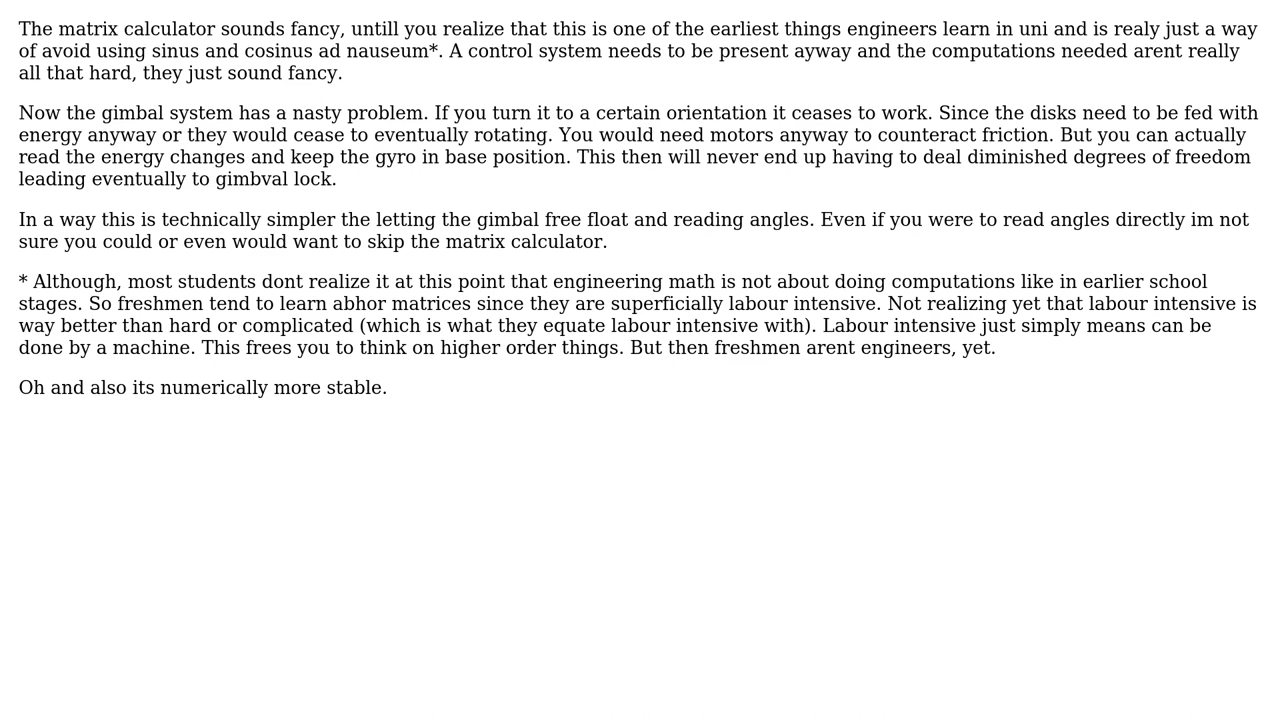 The matrix calculator sounds fancy, untill you realize that this is one of the earliest things engineers learn in uni and is realy just a way
of avoid using sinus and cosinus ad nauseum*. A control system needs to be present ayway and the computations needed arent really
all that hard, they just sound fancy.
Now the gimbal system has a nasty problem. If you turn it to a certain orientation it ceases to work. Since the disks need to be fed with
energy anyway or they would cease to eventually rotating. You would need motors anyway to counteract friction. But you can actually
read the energy changes and keep the gyro in base position. This then will never end up having to deal diminished degrees of freedom
leading eventually to gimbval lock.
In a way this is technically simpler the letting the gimbal free float and reading angles. Even if you were to read angles directly im not
sure you could or even would want to skip the matrix calculator.
* Although, most students dont realize it at this point that engineering math is not about doing computations like in earlier school
stages. So freshmen tend to learn abhor matrices since they are superficially labour intensive. Not realizing yet that labour intensive is
way better than hard or complicated (which is what they equate labour intensive with). Labour intensive just simply means can be
done by a machine. This frees you to think on higher order things. But then freshmen arent engineers, yet.
Oh and also its numerically more stable.